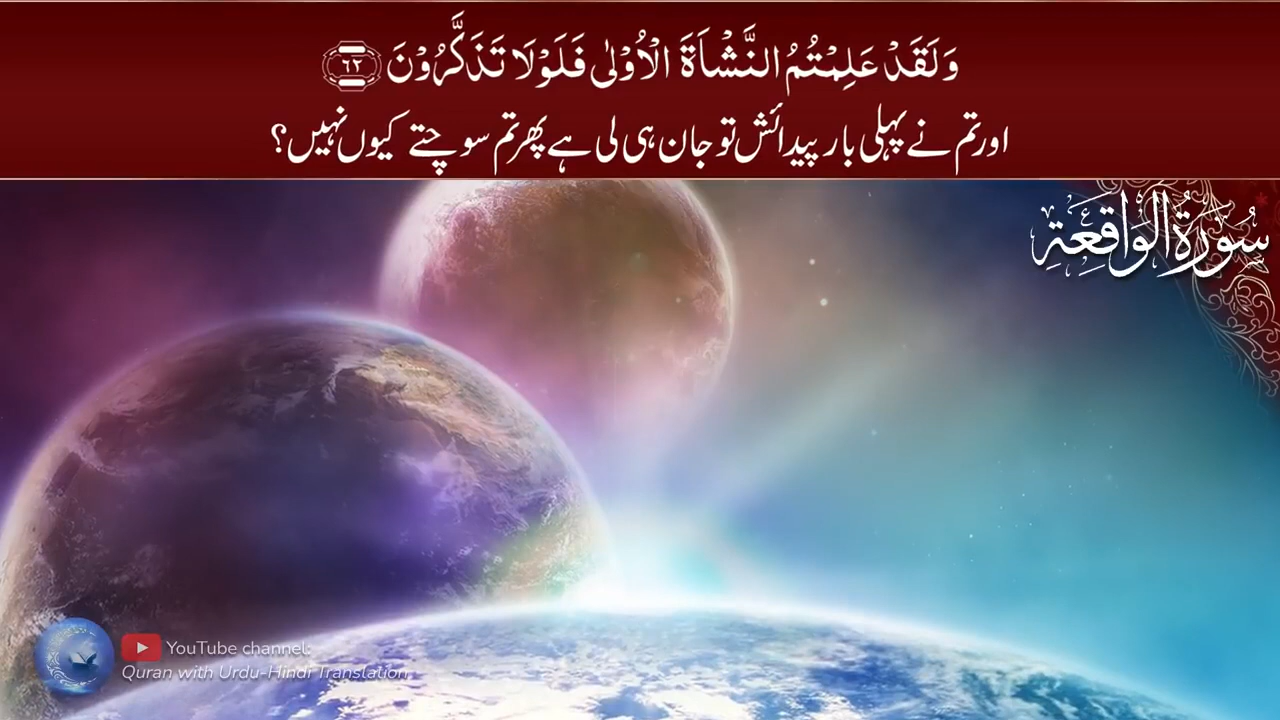 وَلَقَدْ عَلِمْتُمُ النَّشْاَةَ الْاُوْلٰى فَلَوْلَا تَذَكَّرُوْنَ ﴿٦٢﴾
اور تم نے پہلی بار پیدائش تو جان ہی لی ہے پھر تم سوچتے کیوں نہیں؟
سُوْرَةُ الْوَاقِعَةِ
YouTube channel:
Quran with Urdu-Hindi Translation